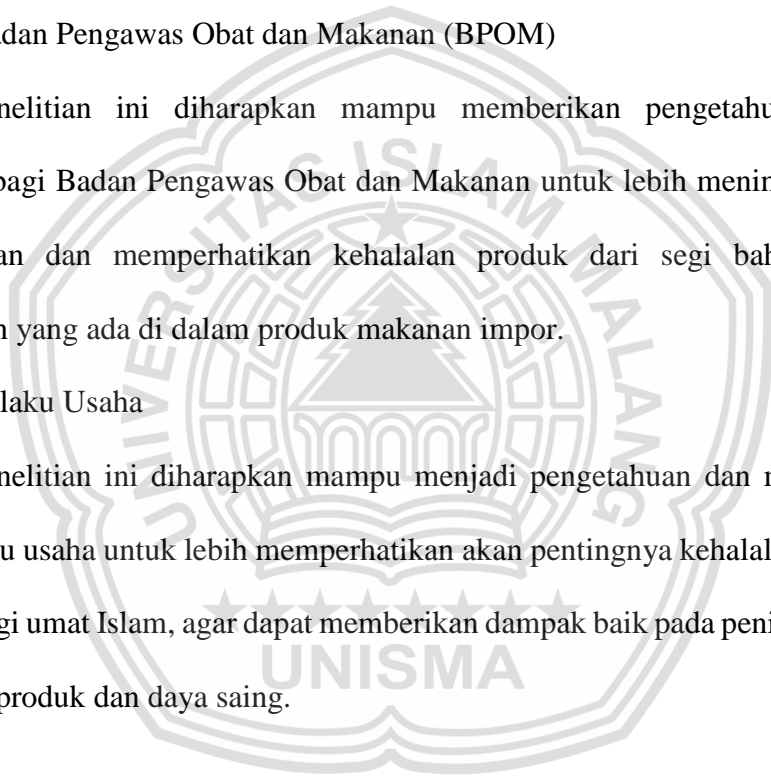 adan Pengawas Obat dan Makanan (BPOM)
nelitian ini diharapkan mampu memberikan pengetahu
bagi Badan Pengawas Obat dan Makanan untuk lebih menin
an dan memperhatikan kehalalan produk dari segi bah
n yang ada di dalam produk makanan impor.
laku Usaha
nelitian ini diharapkan mampu menjadi pengetahuan dan
u usaha untuk lebih memperhatikan akan pentingnya kehalal
gi umat Islam, agar dapat memberikan dampak baik pada peni
produk dan daya saing.
UNIVERSITAS ISLAM MALANG
UNISMA